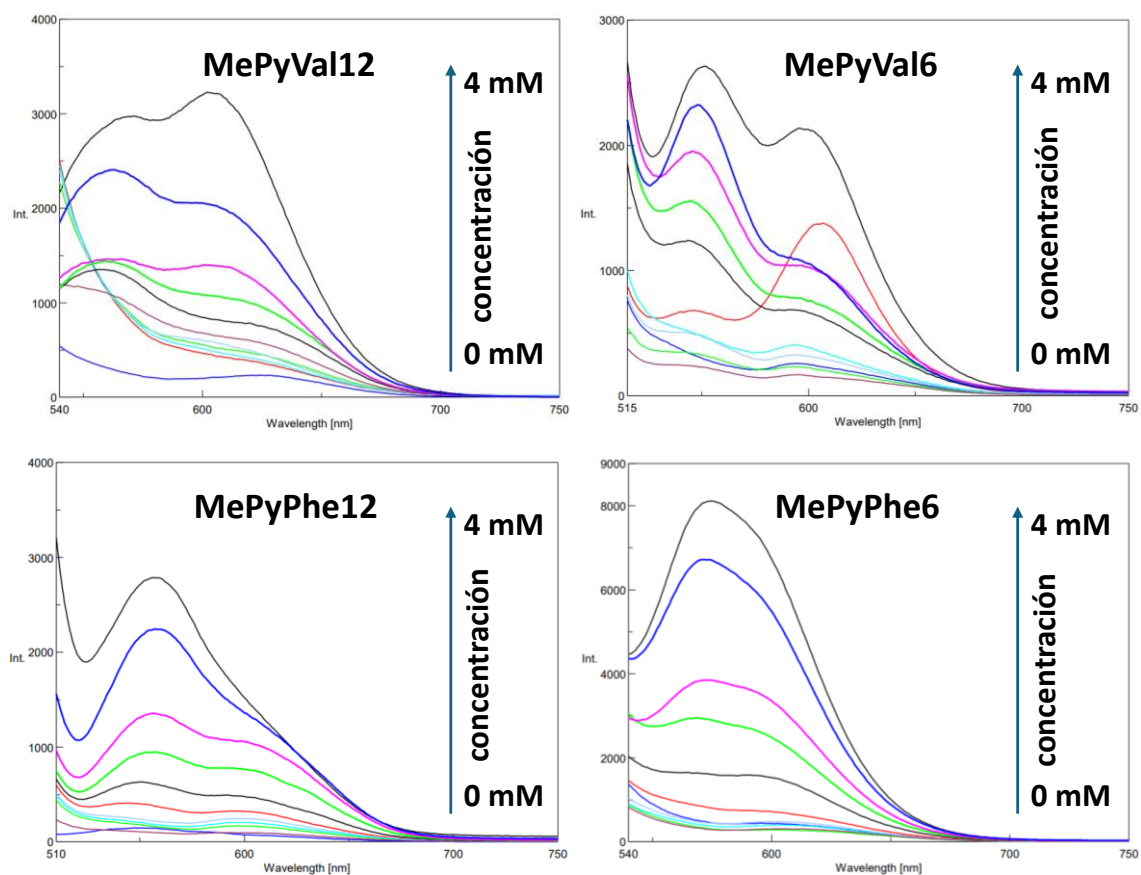 MePyVal12
4 mM
concentración
0 mM
4000
3000
2000
1000
0
Int.
540
600
700
750
Wavelength [nm]
MePyVal6
4 mM
concentración
0 mM
3000
2000
1000
0
Int.
515
600
700
750
Wavelength [nm]
MePyPhe12
4 mM
concentración
0 mM
4000
3000
2000
1000
0
Int.
510
600
700
750
Wavelength [nm]
MePyPhe6
4 mM
concentración
0 mM
9000
8000
6000
4000
2000
0
Int.
540
600
700
750
Wavelength [nm]